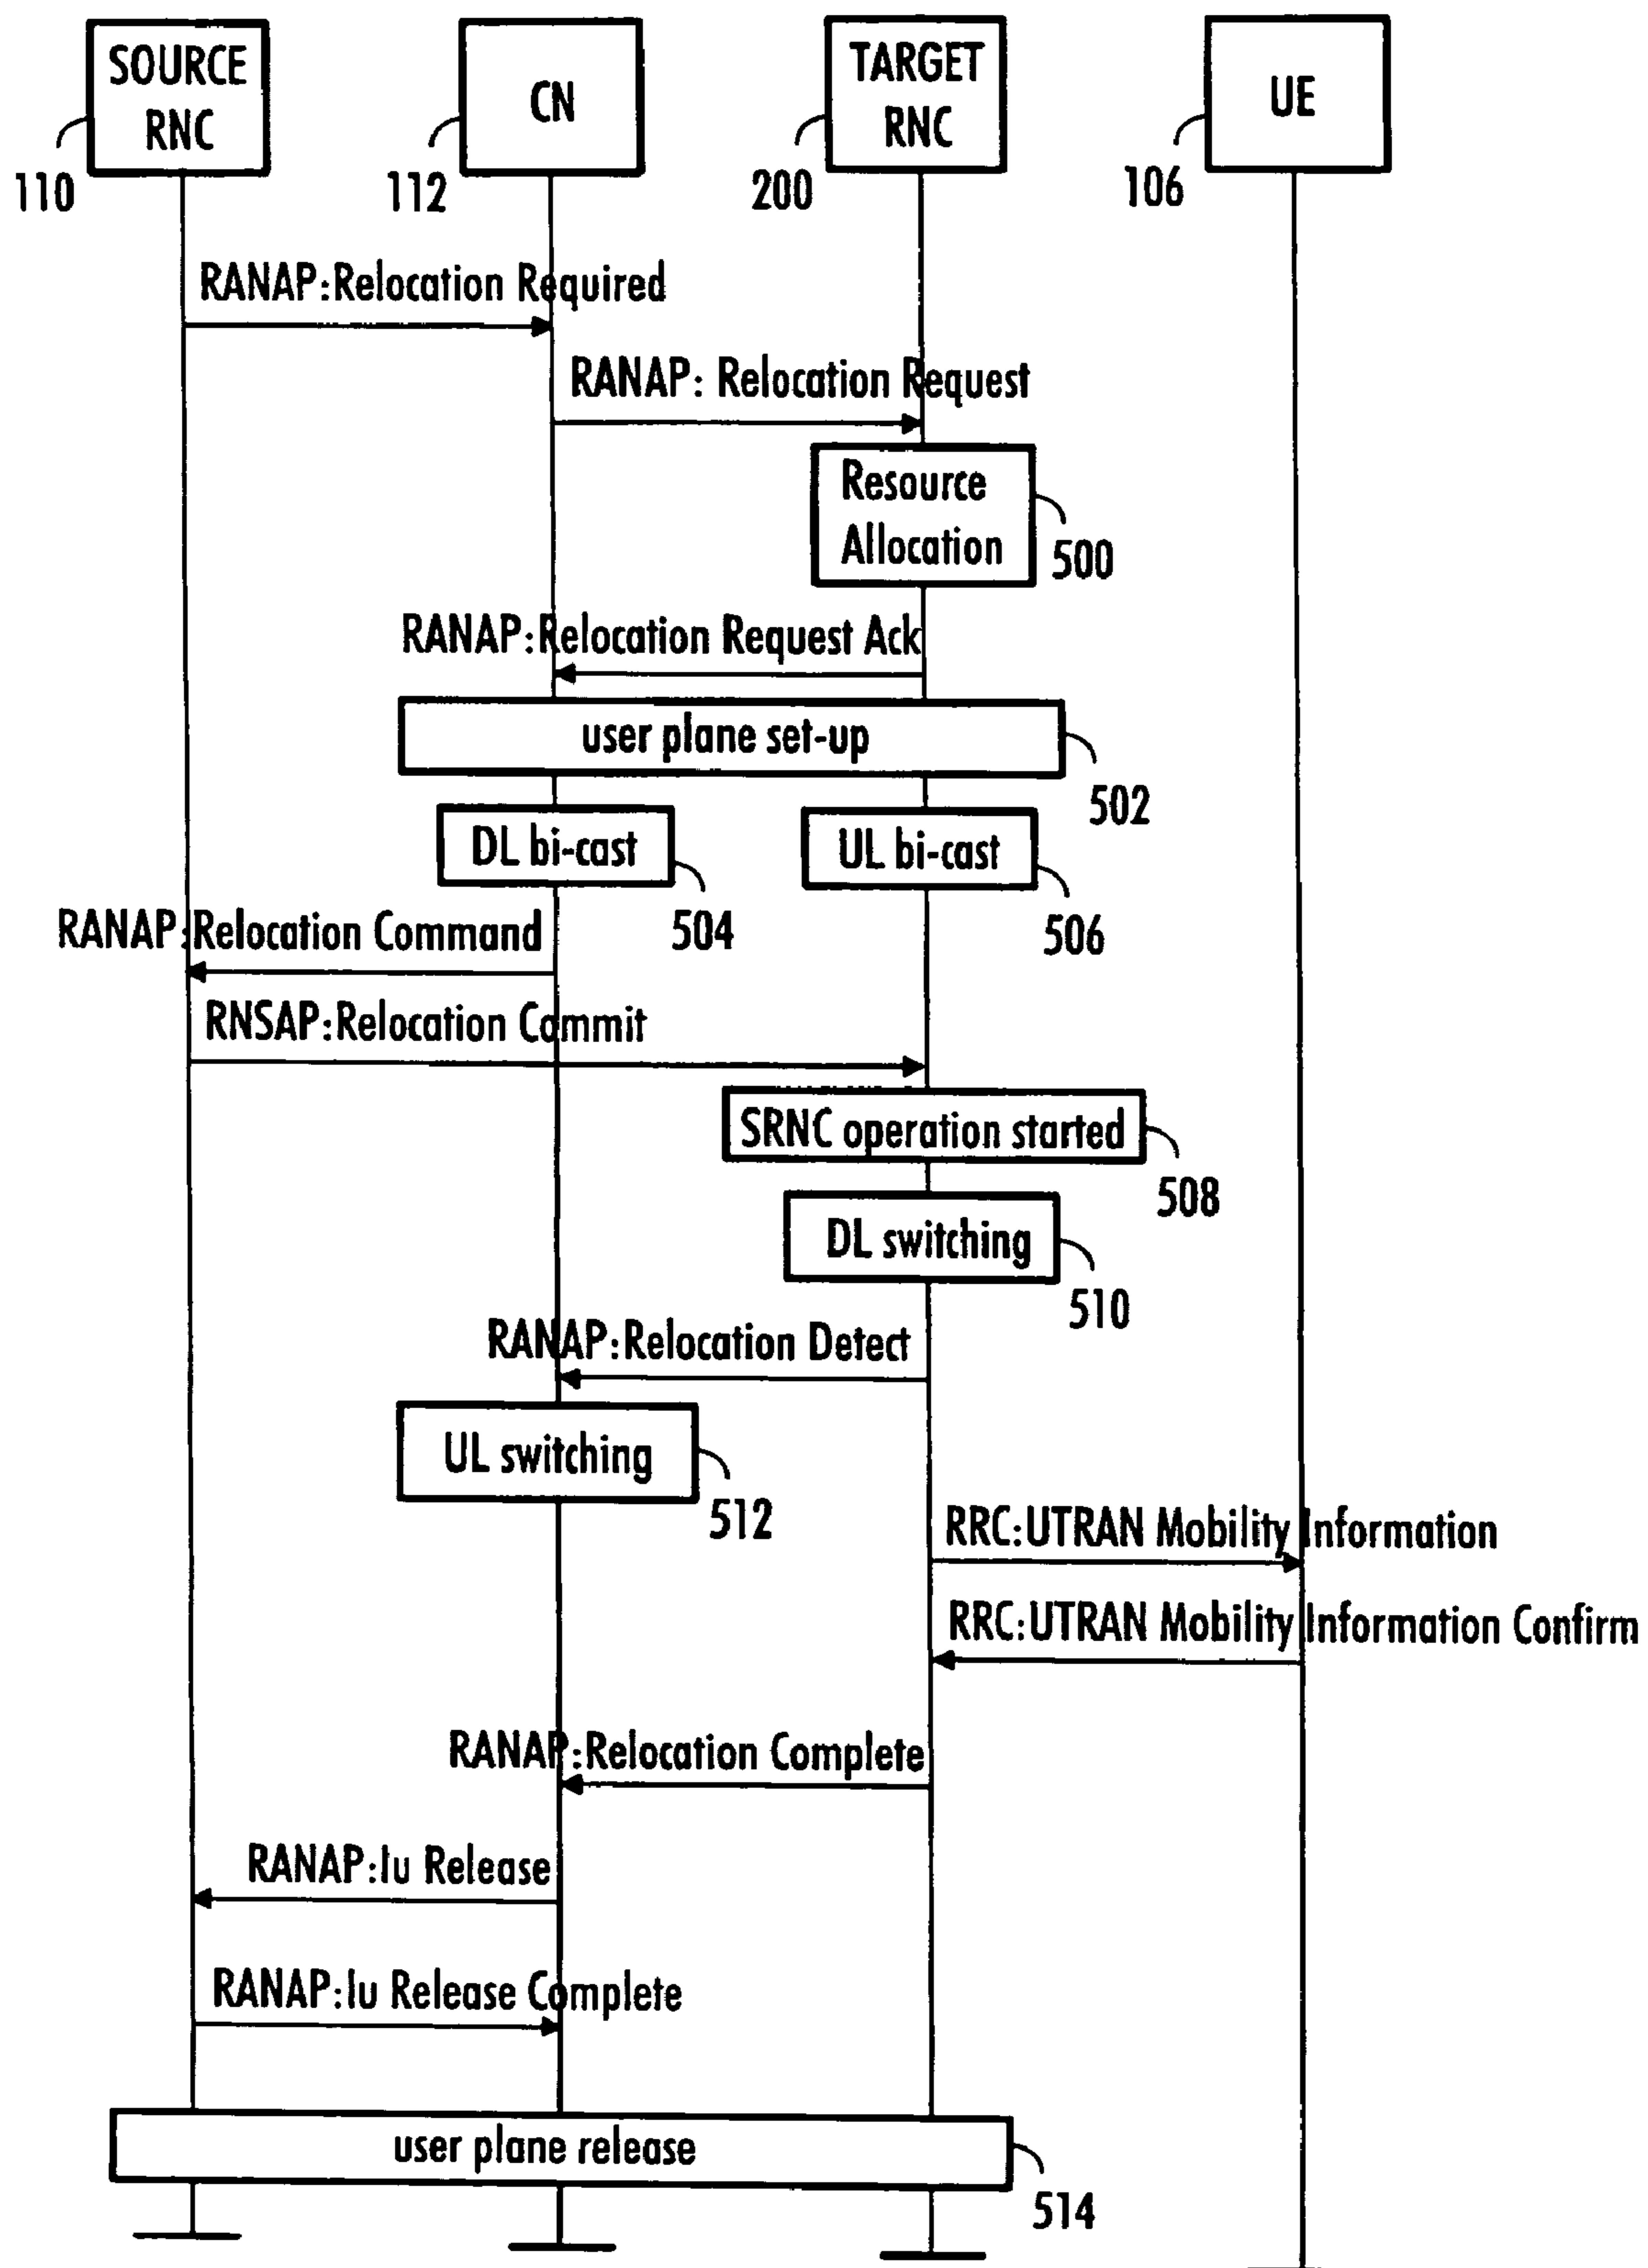 SOURCE
RNC
CN
TARGET
RNC
UE
110
112
200
106
RANAP:Relocation Required
RANAP: Relocation Request
Resource
Allocation
500
RANAP:Relocation Request Ack
user plane set-up
502
DL bi-cast
UL bi-cast
504
506
RANAP:Relocation Command
RNSAP:Relocation Commit
SRNC operation started
508
DL switching
510
RANAP:Relocation Detect
UL switching
512
RRC:UTRAN Mobility Information
RRC:UTRAN Mobility Information Confirm
RANAP:Relocation Complete
RANAP:Iu Release
RANAP:Iu Release Complete
user plane release
514